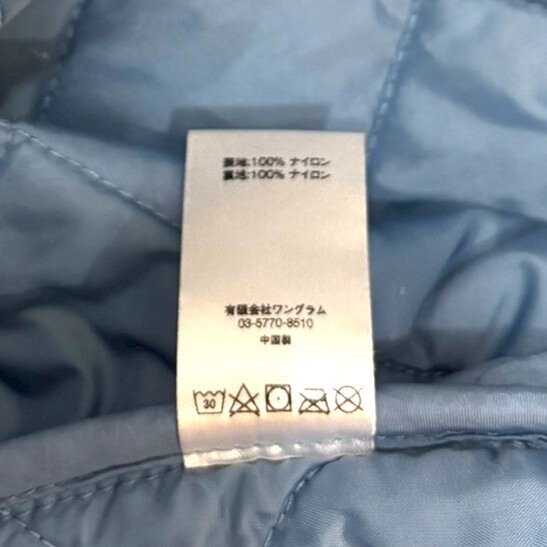 表地:100% ナイロン
裏地:100% ナイロン
有限会社ワングラム
03-5770-8510
中国製
30